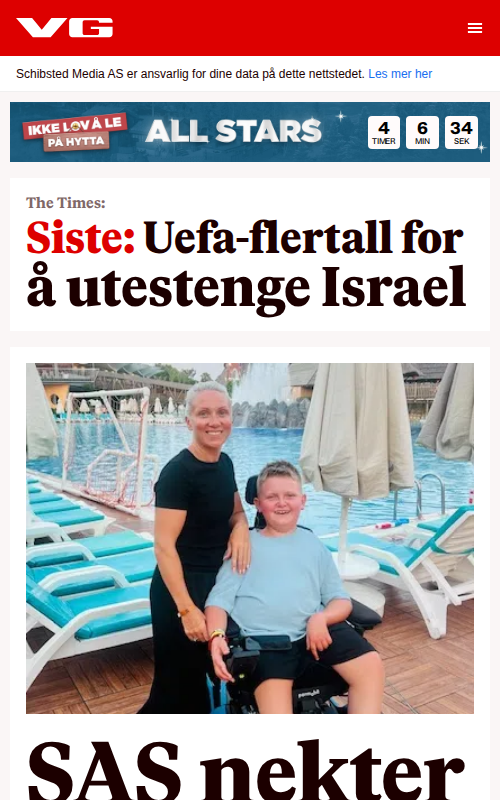 VG
Schibsted Media AS er ansvarlig for dine data på dette nettstedet. Les mer her
IKKE LOV Å LE
PÅ HYTTA
ALL STARS
4
TIMER
6
MIN
34
SEK
The Times:
Siste: Uefa-flertall for
å utestenge Israel
SAS nekter